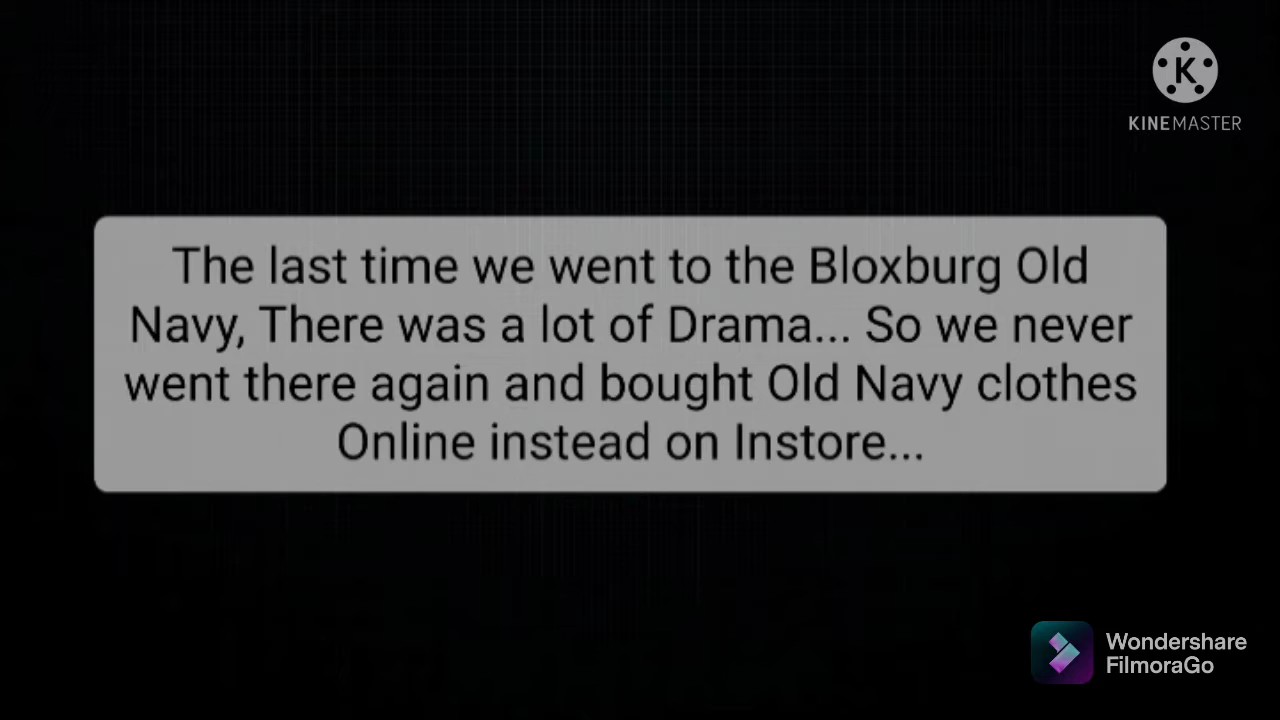 K
KINEMASTER
The last time we went to the Bloxburg Old
Navy, There was a lot of Drama... So we never
went there again and bought Old Navy clothes
Online instead on Instore...
Wondershare
FilmoraGo